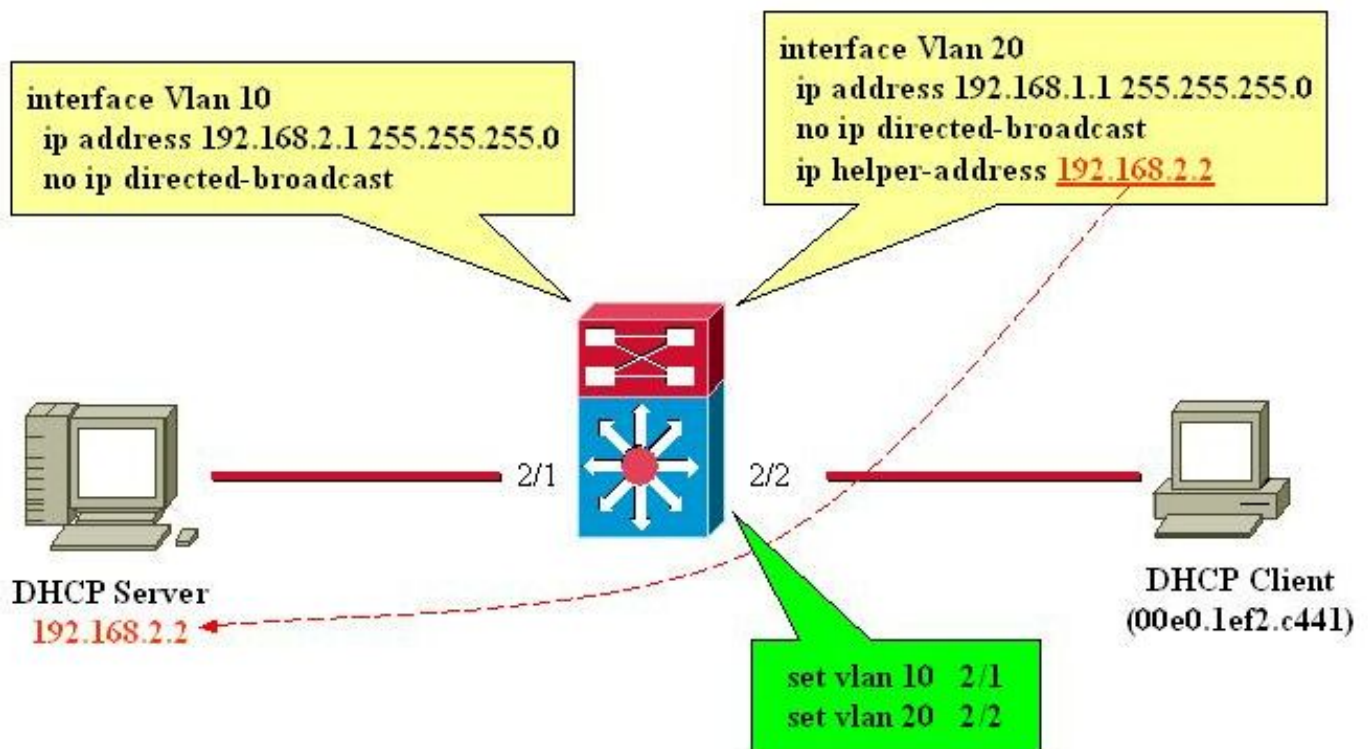 interface Vlan 10
ip address 192.168.2.1 255.255.255.0
no ip directed-broadcast
interface Vlan 20
ip address 192.168.1.1 255.255.255.0
no ip directed-broadcast
ip helper-address 192.168.2.2
2/1
2/2
DHCP Server
192.168.2.2
DHCP Client
(00e0.1ef2.c441)
set vlan 10 2/1
set vlan 20 2/2